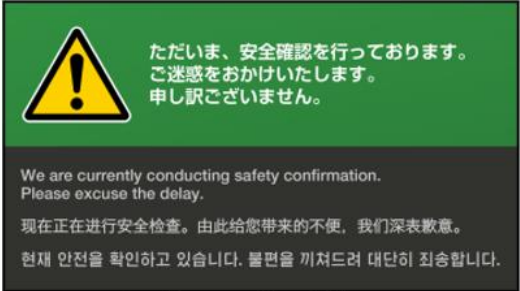 ただいま、安全確認を行っております。
ご迷惑をおかけいたします。
申し訳ございません。
We are currently conducting safety confirmation.
Please excuse the delay.
现在正在进行安全检查。由此给您带来的不便，我们深表歉意。
현재 안전을 확인하고 있습니다. 불편을 끼쳐드려 대단히 죄송합니다.